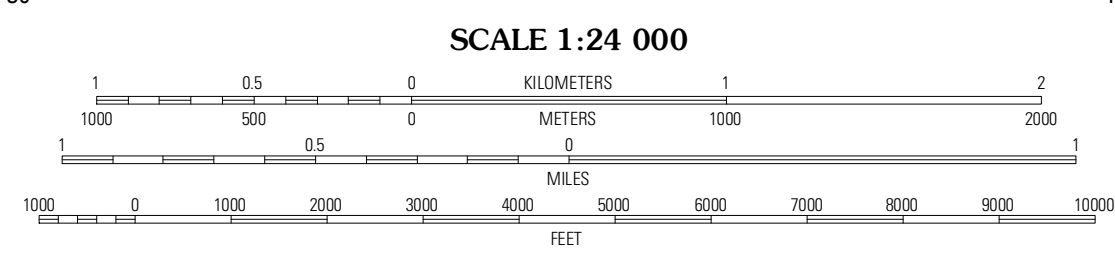 SCALE 1:24 000
1 0.5 0 KILOMETERS 1 2
1000 500 0 METERS 1000 2000
1 0.5 0 1
MILES
1000 0 1000 2000 3000 4000 5000 6000 7000 8000 9000 10000
FEET